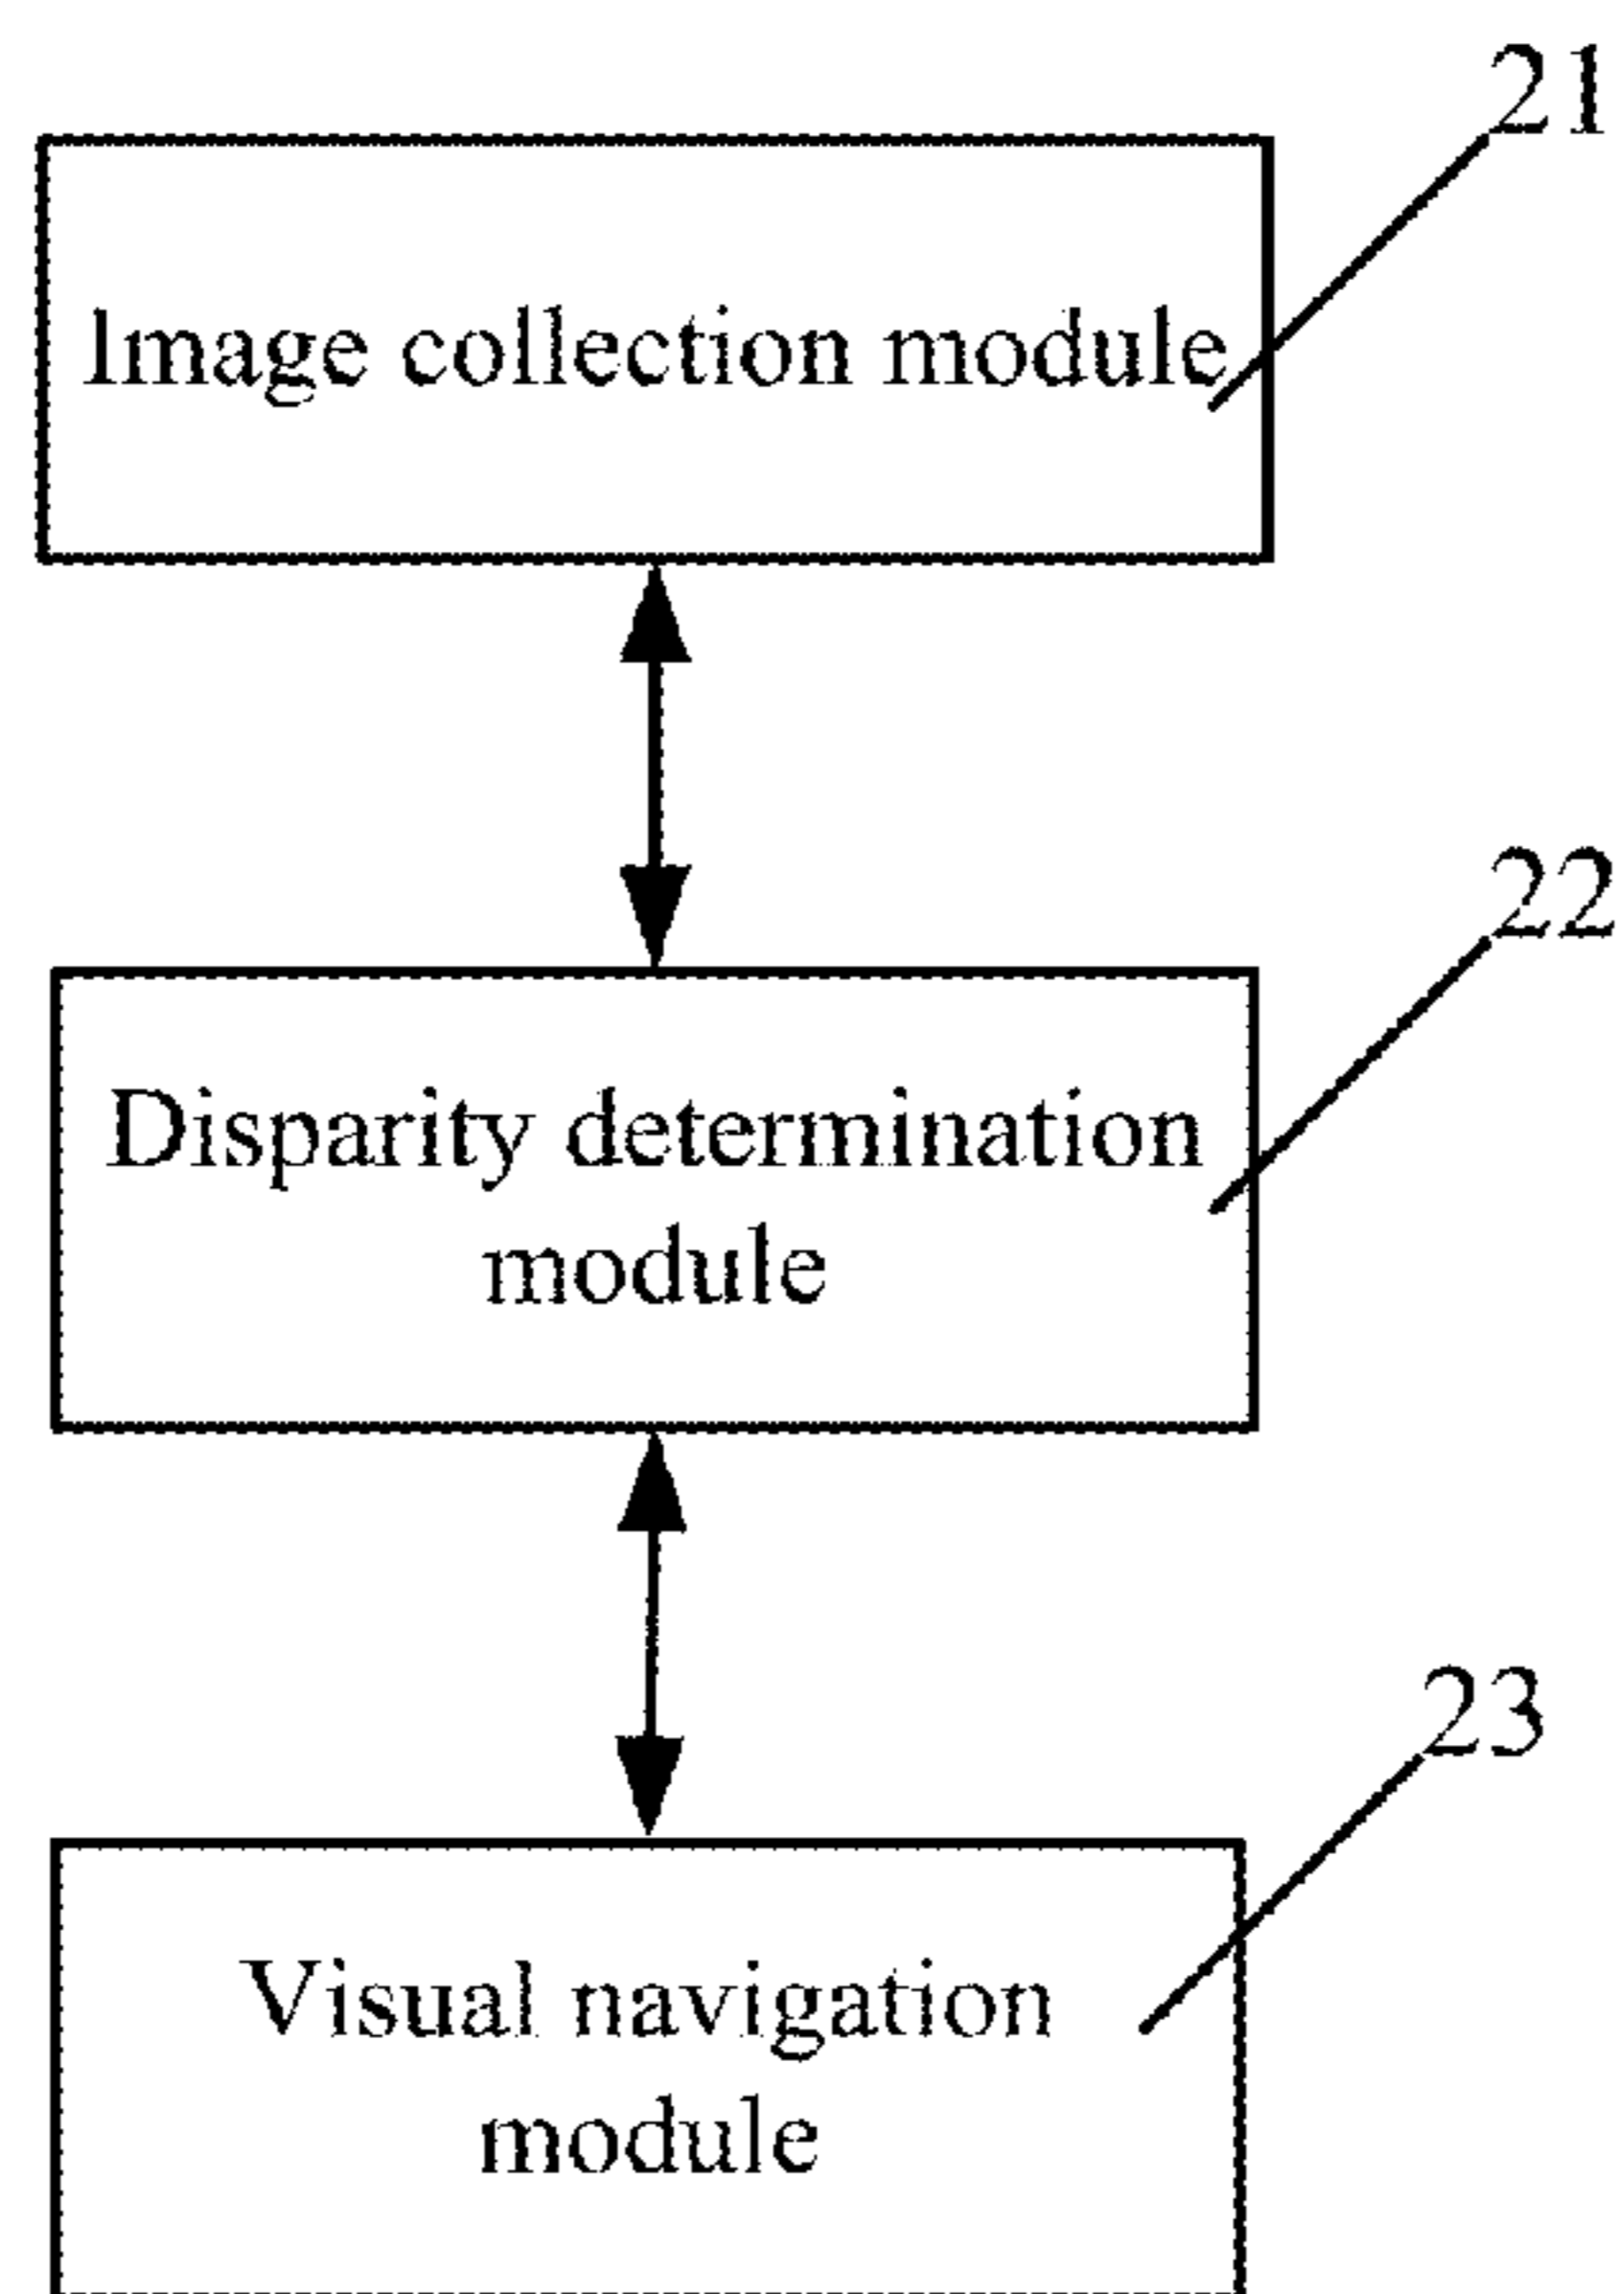 21
Image collection module
22
Disparity determination
module
23
Visual navigation
module